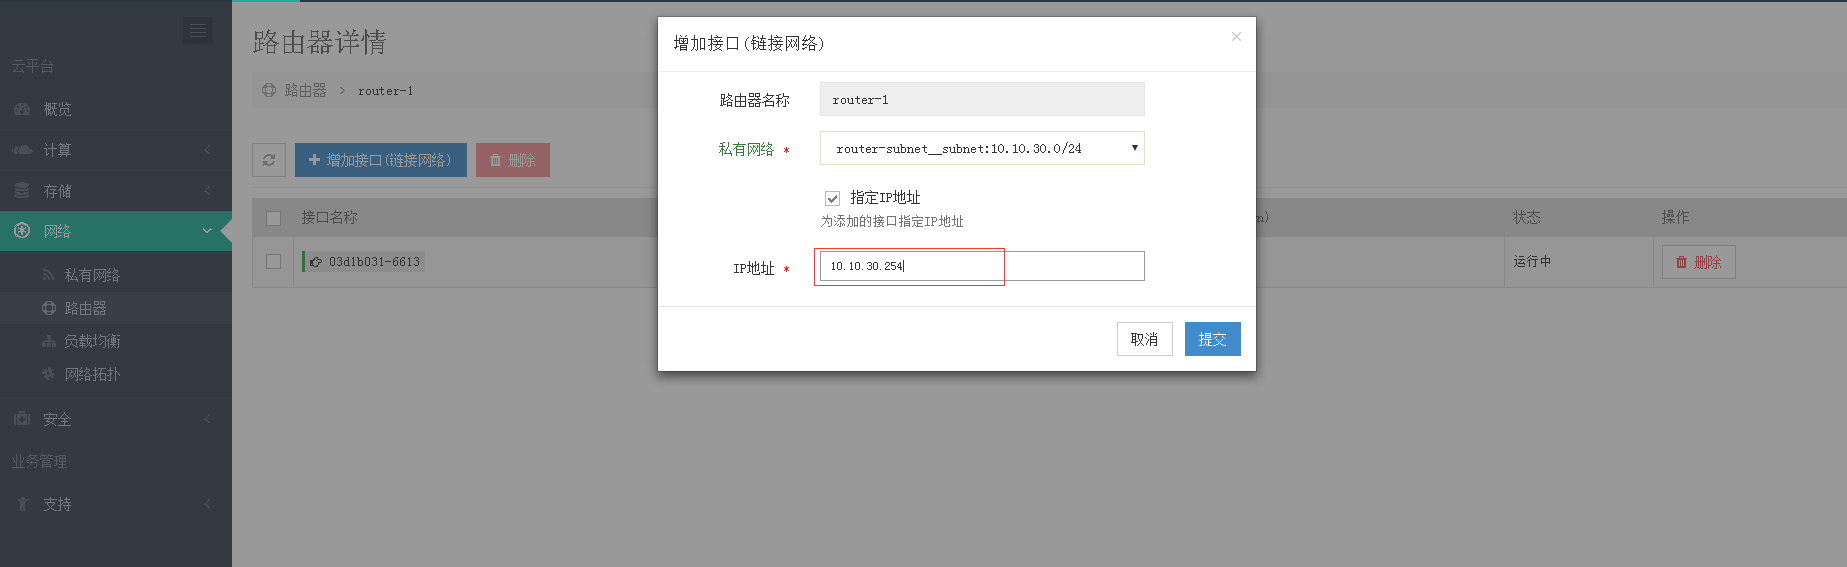 云平台
概览
计算
存储
网络
私有网络
路由器
负载均衡
网络拓扑
安全
业务管理
支持
路由器详情
路由器 > router-1
增加接口(链接网络) 删除
接口名称 状态 操作
03d1b031-6613 运行中 删除
增加接口(链接网络) ×
路由器名称 router-1
私有网络 * router-subnet__subnet:10.10.30.0/24
指定IP地址
为添加的接口指定IP地址
IP地址 * 10.10.30.254
取消 提交